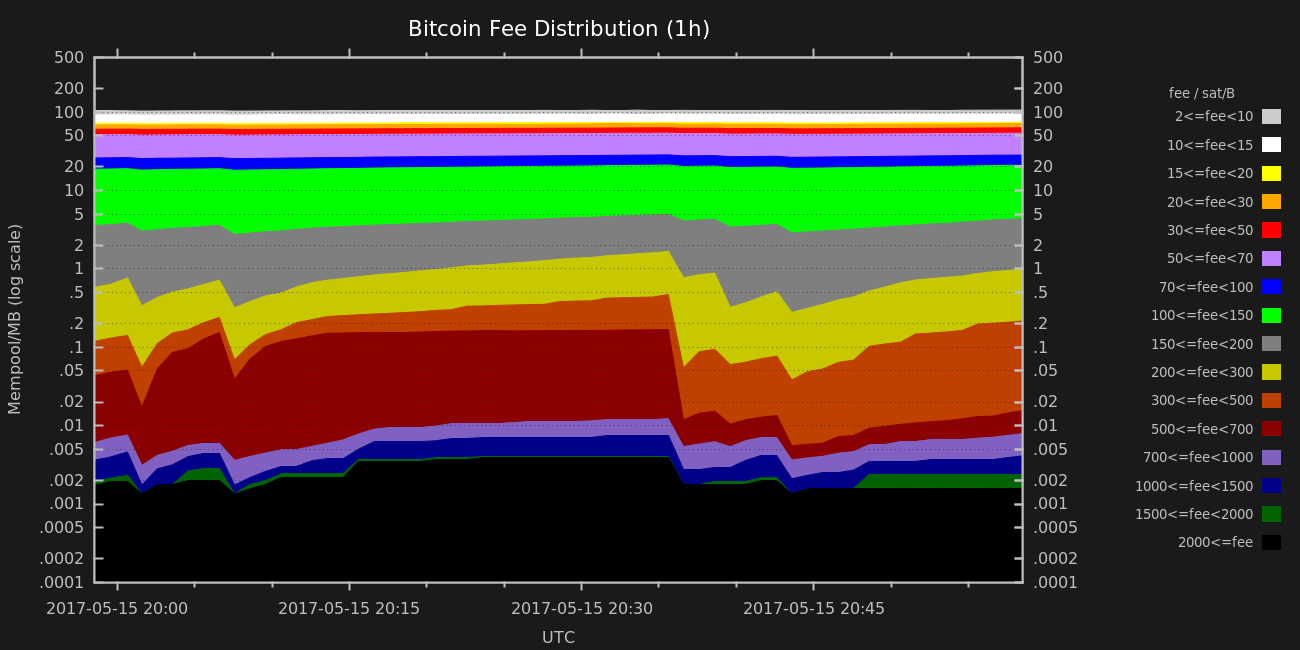 Bitcoin Fee Distribution (1h)
Mempool/MB (log scale)
500
200
100
50
20
10
5
2
1
.5
.2
.1
.05
.02
.01
.005
.002
.001
.0005
.0002
.0001
500
200
100
50
20
10
5
2
1
.5
.2
.1
.05
.02
.01
.005
.002
.001
.0005
.0002
.0001
2017-05-15 20:00
2017-05-15 20:15
2017-05-15 20:30
2017-05-15 20:45
UTC
fee / sat/B
2<=fee<10
10<=fee<15
15<=fee<20
20<=fee<30
30<=fee<50
50<=fee<70
70<=fee<100
100<=fee<150
150<=fee<200
200<=fee<300
300<=fee<500
500<=fee<700
700<=fee<1000
1000<=fee<1500
1500<=fee<2000
2000<=fee